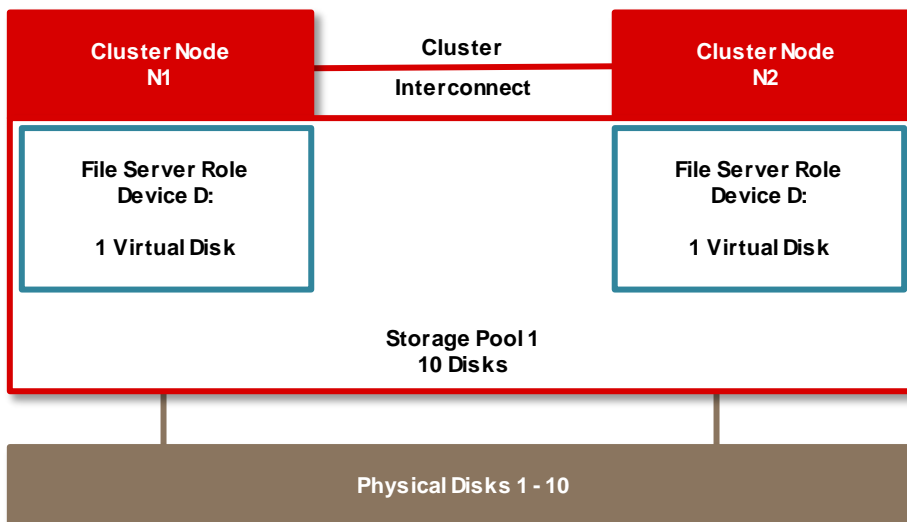 Cluster Node
N1
Cluster
Interconnect
Cluster Node
N2
File Server Role
Device D:
1 Virtual Disk
File Server Role
Device D:
1 Virtual Disk
Storage Pool 1
10 Disks
Physical Disks 1 - 10